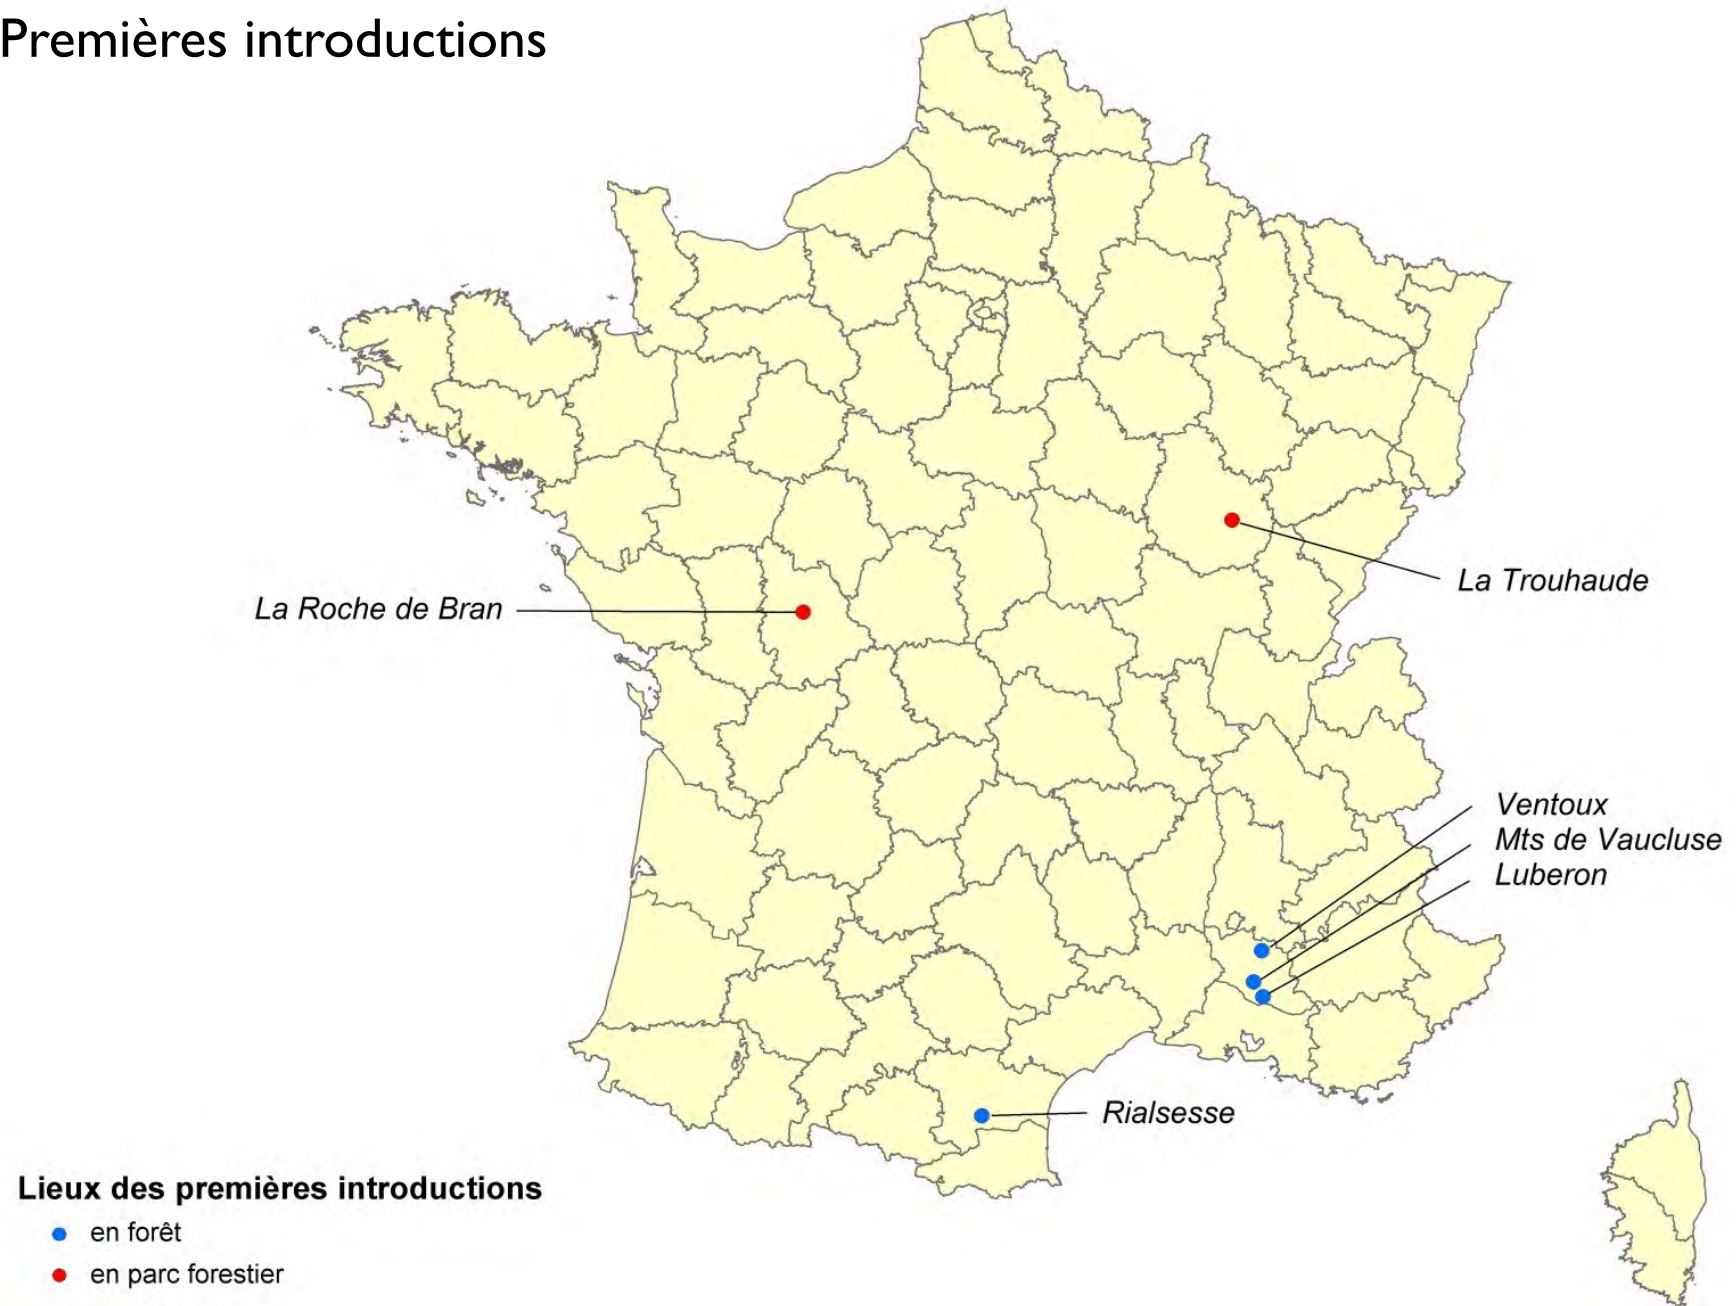 Premières introductions
La Trouhaude
La Roche de Bran
Ventoux
Mts de Vaucluse
Luberon
Rialsesse
Lieux des premières introductions
en forêt
en parc forestier